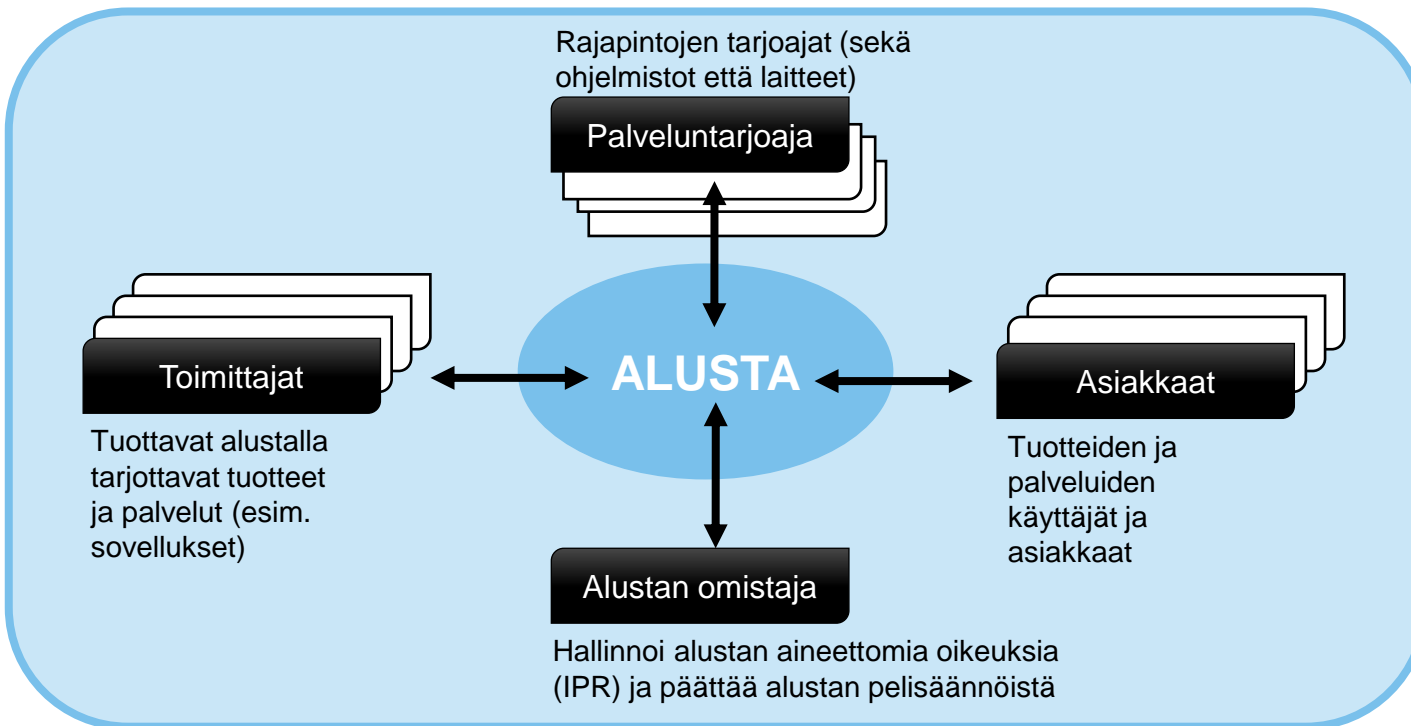 Rajapintojen tarjoajat (sekä
ohjelmistot että laitteet)
Palveluntarjoaja
Toimittajat
ALUSTA
Asiakkaat
Tuottavat alustalla
tarjottavat tuotteet
ja palvelut (esim.
sovellukset)
Tuotteiden ja
palveluiden
käyttäjät ja
asiakkaat
Alustan omistaja
Hallinnoi alustan aineettomia oikeuksia
(IPR) ja päättää alustan pelisäännöistä